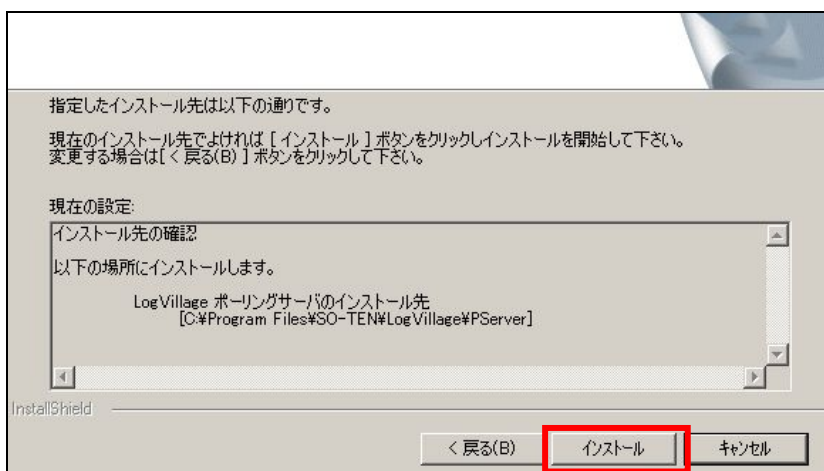 指定したインストール先は以下の通りです。
現在のインストール先でよければ [ インストール ] ボタンをクリックしインストールを開始して下さい。
変更する場合は[ < 戻る(B) ] ボタンをクリックして下さい。
現在の設定:
インストール先の確認
以下の場所にインストールします。
LogVillage ポーリングサーバのインストール先
[C:¥Program Files¥SO-TEN¥LogVillage¥PServer]
InstallShield
< 戻る(B) インストール キャンセル